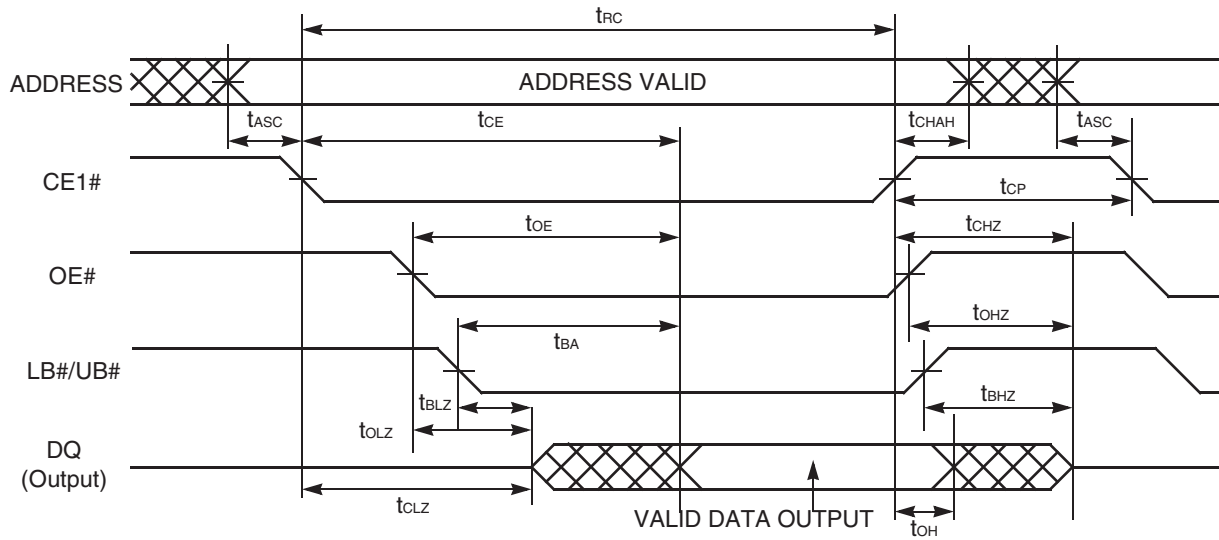 tRC
ADDRESS
ADDRESS VALID
tASC
tCE
tCHAH
tASC
CE1#
tCP
tOE
tCHZ
OE#
tOHZ
tBA
LB#/UB#
tBLZ
tBHZ
tOLZ
DQ
(Output)
tCLZ
VALID DATA OUTPUT
tOH